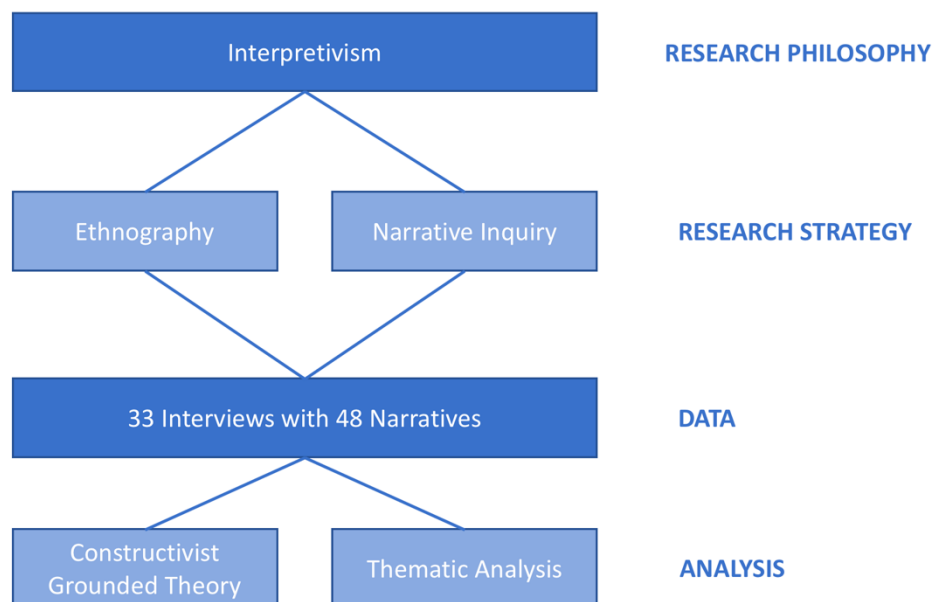 Interpretivism
RESEARCH PHILOSOPHY
Ethnography
Narrative Inquiry
RESEARCH STRATEGY
33 Interviews with 48 Narratives
DATA
Constructivist
Grounded Theory
Thematic Analysis
ANALYSIS